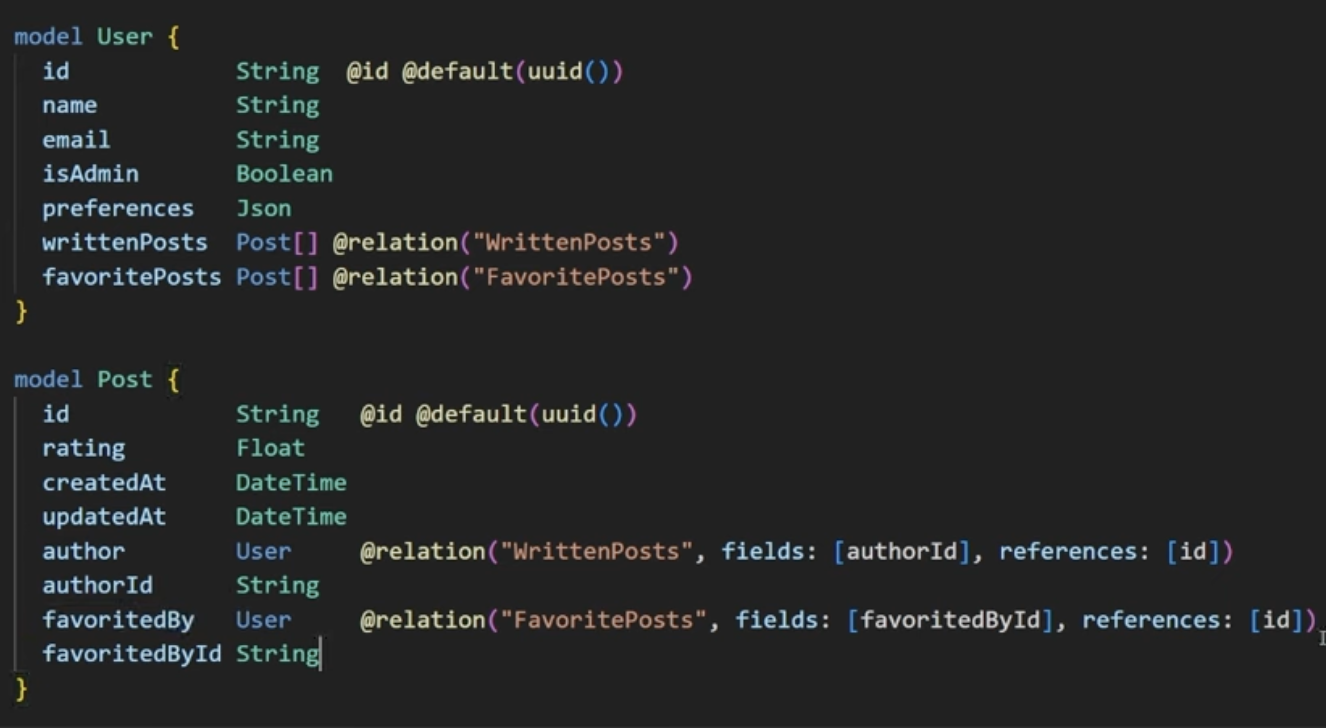 model User {
  id            String  @id @default(uuid())
  name          String
  email         String
  isAdmin       Boolean
  preferences   Json
  writtenPosts  Post[] @relation("WrittenPosts")
  favoritePosts Post[] @relation("FavoritePosts")
}

model Post {
  id            String   @id @default(uuid())
  rating        Float
  createdAt     DateTime
  updatedAt     DateTime
  author        User     @relation("WrittenPosts", fields: [authorId], references: [id])
  authorId      String
  favoritedBy   User     @relation("FavoritePosts", fields: [favoritedById], references: [id])
  favoritedById String
}